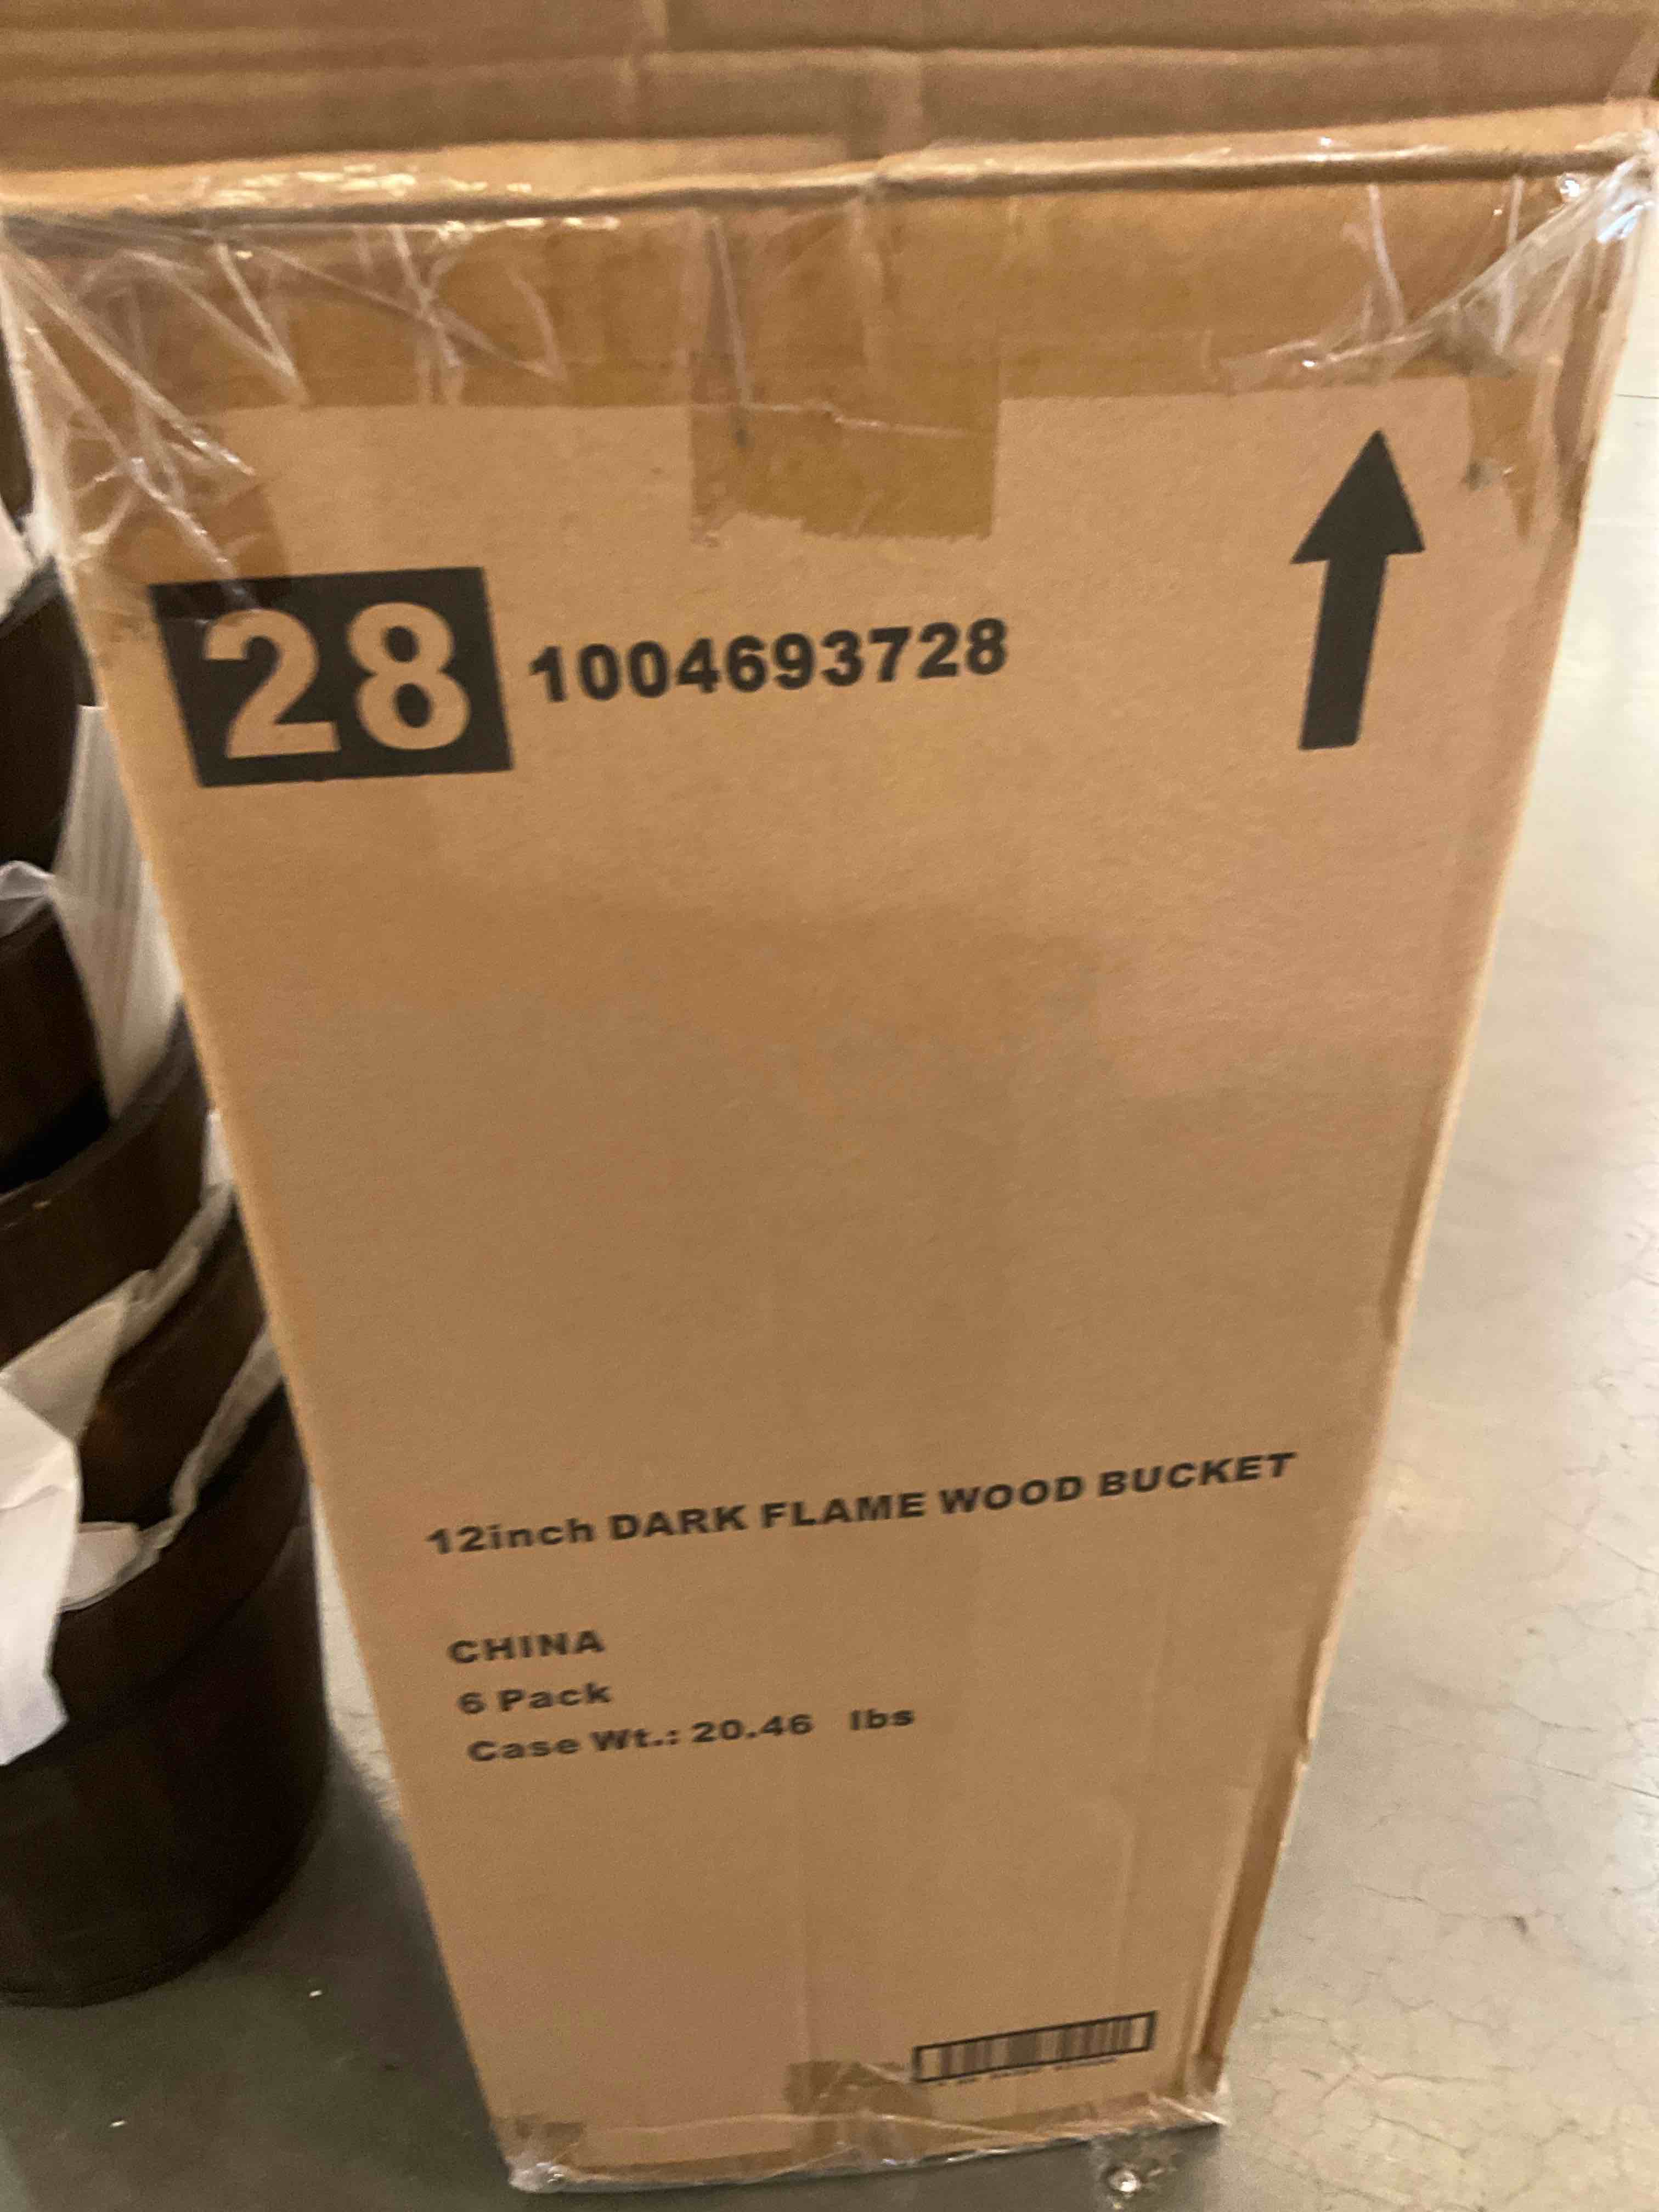 28 1004693728
12inch DARK FLAME WOOD BUCKET
CHINA
6 Pack
Case Wt.: 20.46 lbs